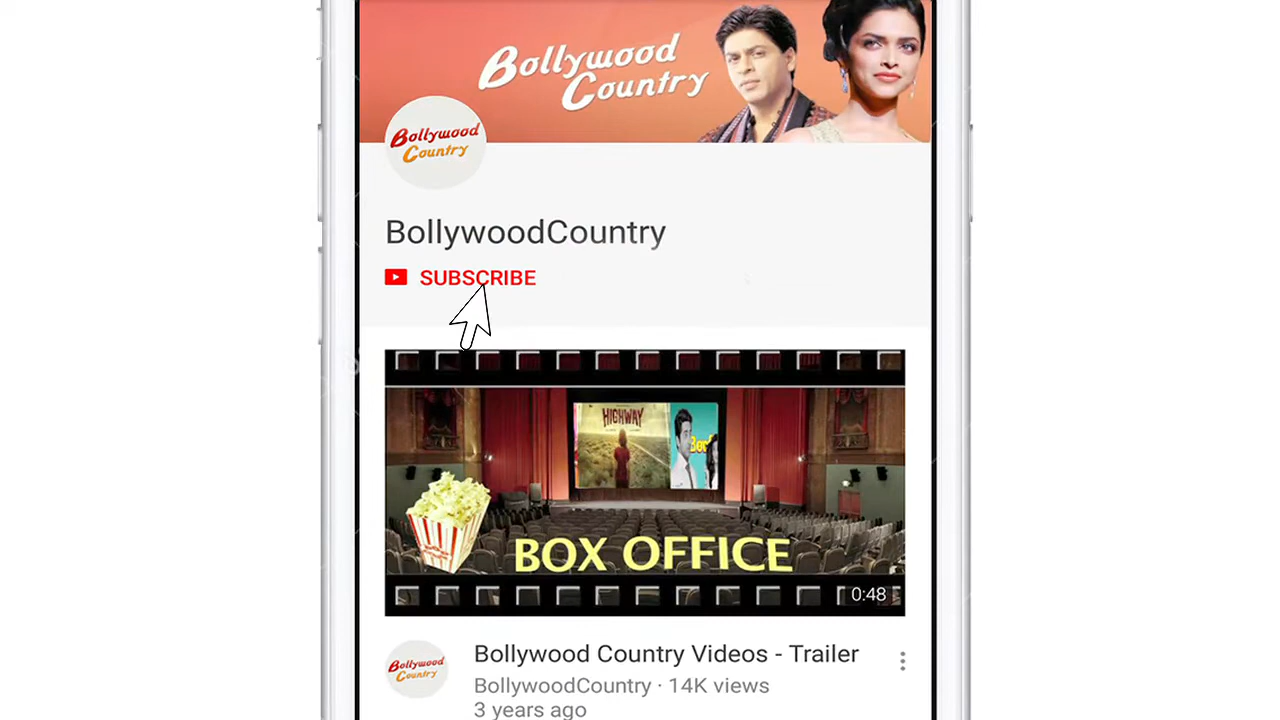 Bollywood
Country
Bollywood
Country
BollywoodCountry
SUBSCRIBE
HIGHWAY
BOX OFFICE
0:48
Bollywood
Country
Bollywood Country Videos - Trailer
BollywoodCountry · 14K views
3 years ago